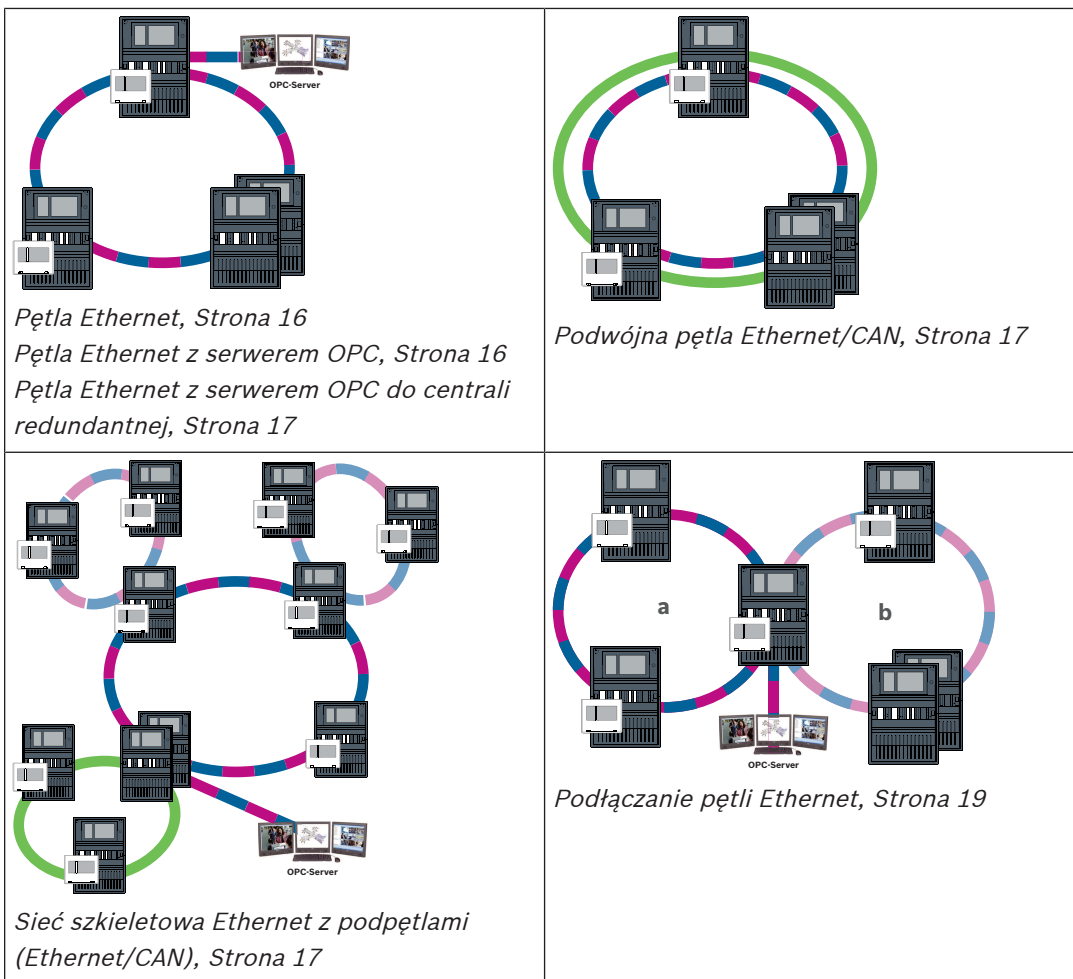 OPC-Server
Pętla Ethernet, Strona 16
Pętla Ethernet z serwerem OPC, Strona 16
Pętla Ethernet z serwerem OPC do centrali
redundantnej, Strona 17
Podwójna pętla Ethernet/CAN, Strona 17
OPC-Server
Sieć szkieletowa Ethernet z podpętlami
(Ethernet/CAN), Strona 17
a
b
OPC-Server
Podłączanie pętli Ethernet, Strona 19